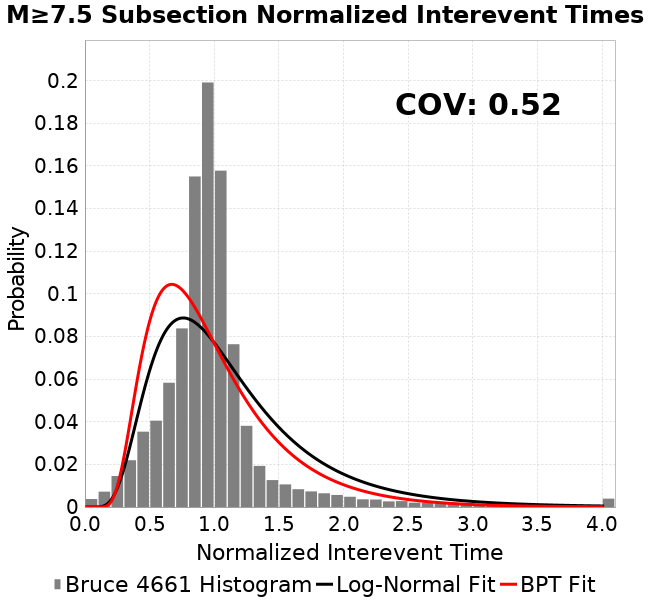 M≥7.5 Subsection Normalized Interevent Times
COV: 0.52
Probability
0.2
0.18
0.16
0.14
0.12
0.1
0.08
0.06
0.04
0.02
0
0.0 0.5 1.0 1.5 2.0 2.5 3.0 3.5 4.0
Normalized Interevent Time
Bruce 4661 Histogram Log-Normal Fit BPT Fit